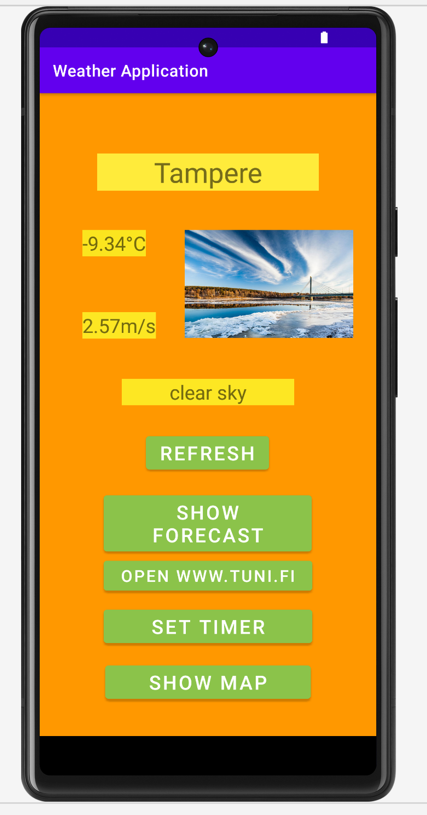 Weather Application
Tampere
-9.34°C
2.57m/s
clear sky
REFRESH
SHOW
FORECAST
OPEN WWW.TUNI.FI
SET TIMER
SHOW MAP